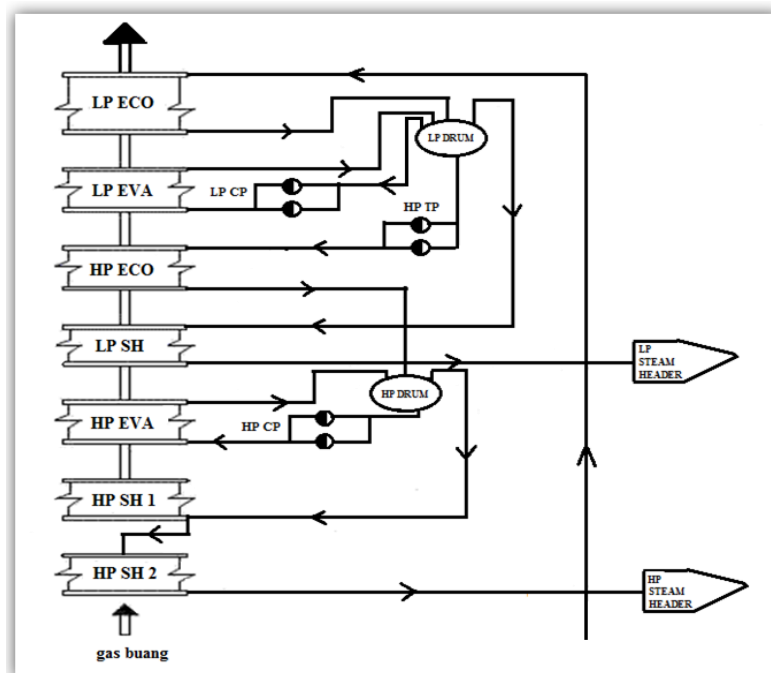 LP ECO
LP DRUM
LP EVA
LP CP
HP TP
HP ECO
LP SH
LP
STEAM
HEADER
HP DRUM
HP EVA
HP CP
HP SH 1
HP SH 2
HP
STEAM
HEADER
gas buang